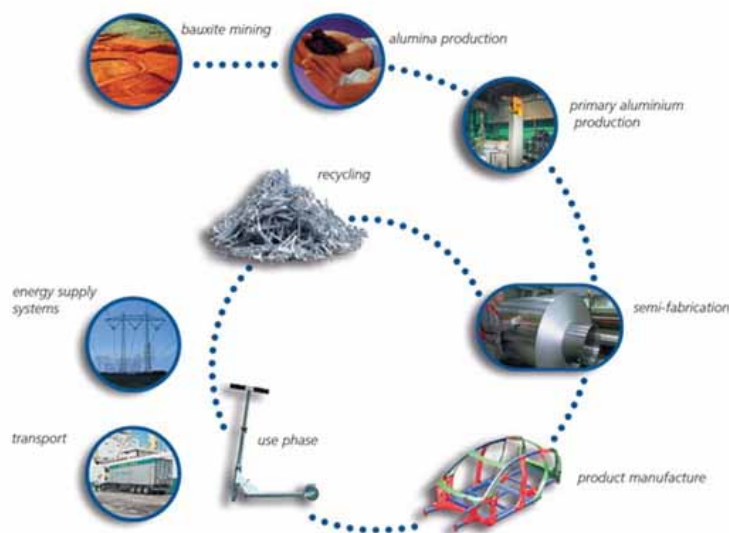 bauxite mining
alumina production
primary aluminium
production
recycling
energy supply
systems
semi-fabrication
transport
use phase
product manufacture